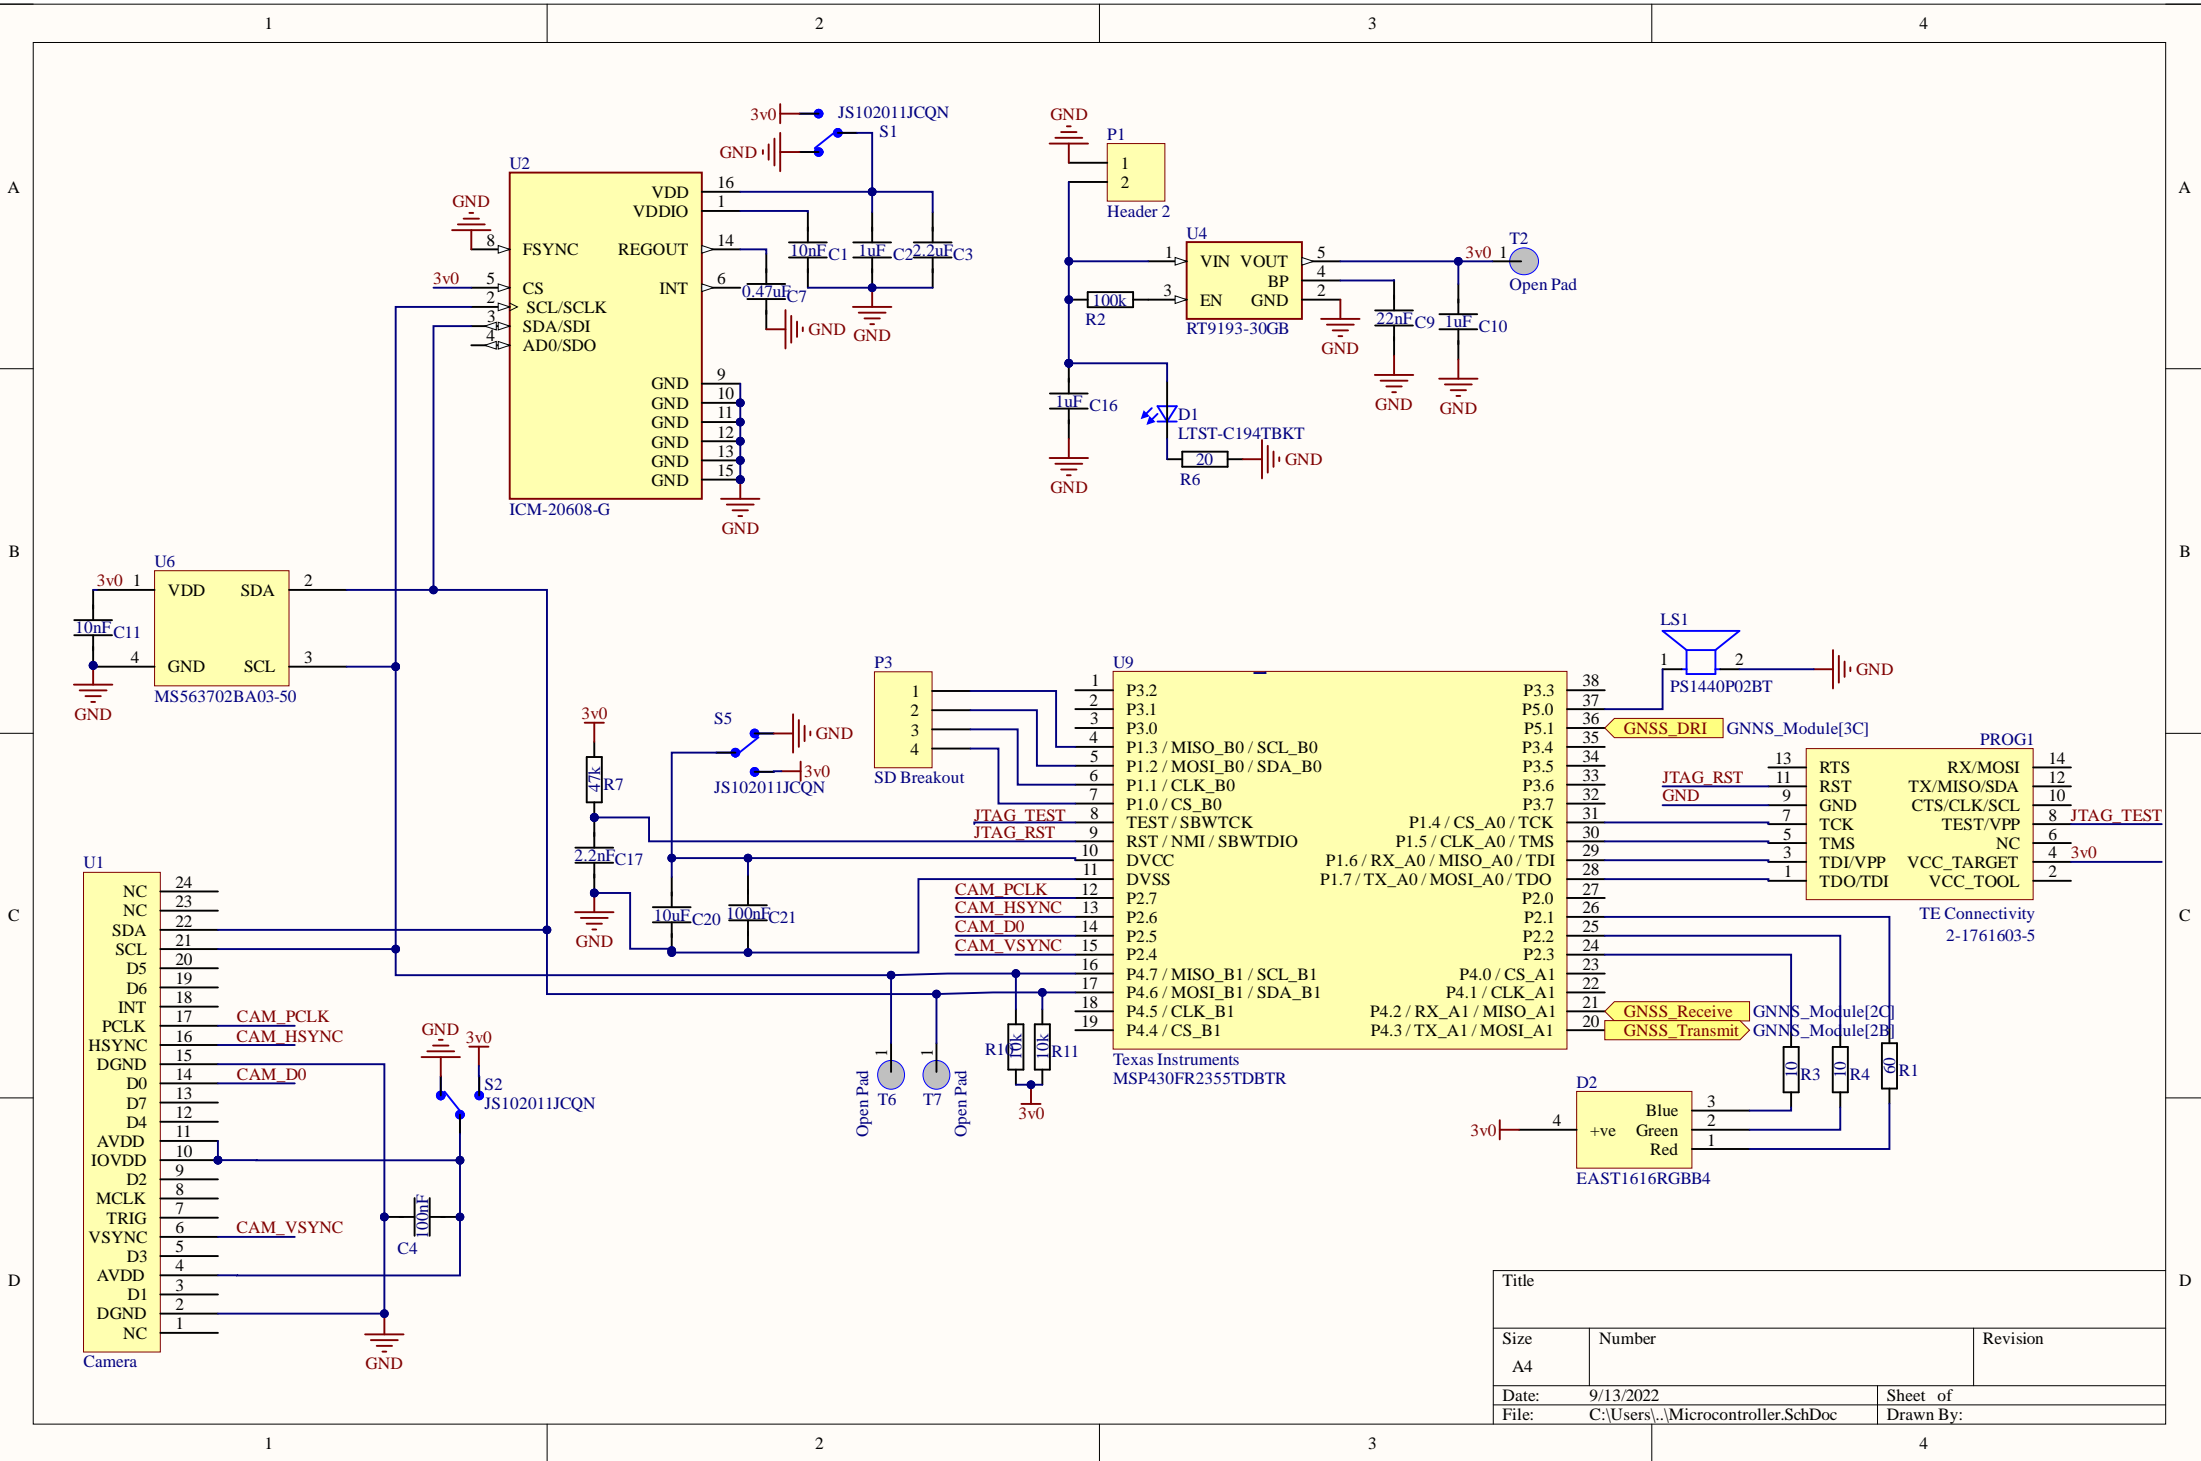 1 2 3 4
A A
B B
C C
D D
1 2 3 4
3v0
JS102011JCQN
S1
GND
U2
VDD 16
VDDIO 1
GND
8 FSYNC
REGOUT 14
3v0 5 CS
INT 6
2 SCL/SCLK
3 SDA/SDI
4 AD0/SDO
GND 9
GND 10
GND 11
GND 12
GND 13
GND 15
ICM-20608-G
GND
10nF C1
1uF C2
2.2uF C3
0.47uF C7
GND
GND
GND
P1
1
2
Header 2
U4
1 VIN VOUT 5
BP 4
3 EN GND 2
RT9193-30GB
100k
R2
3v0 1
T2
Open Pad
GND
22nF C9
1uF C10
GND
GND
1uF C16
GND
D1
LTST-C194TBKT
20
R6
GND
U6
3v0 1 VDD SDA 2
4 GND SCL 3
MS563702BA03-50
10nF C11
GND
3v0
47k
R7
2.2nF C17
GND
S5
GND
3v0
JS102011JCQN
10uF C20
100nF C21
P3
1
2
3
4
SD Breakout
U9
1 P3.2
2 P3.1
3 P3.0
4 P1.3 / MISO_B0 / SCL_B0
5 P1.2 / MOSI_B0 / SDA_B0
6 P1.1 / CLK_B0
7 P1.0 / CS_B0
JTAG_TEST 8 TEST / SBWTCK
JTAG_RST 9 RST / NMI / SBWTDIO
10 DVCC
11 DVSS
CAM_PCLK 12 P2.7
CAM_HSYNC 13 P2.6
CAM_D0 14 P2.5
CAM_VSYNC 15 P2.4
16 P4.7 / MISO_B1 / SCL_B1
17 P4.6 / MOSI_B1 / SDA_B1
18 P4.5 / CLK_B1
19 P4.4 / CS_B1
P3.3 38
P5.0 37
P5.1 36 GNSS_DRI GNNS_Module[3C]
P3.4 35
P3.5 34
P3.6 33
P3.7 32
P1.4 / CS_A0 / TCK 31
P1.5 / CLK_A0 / TMS 30
P1.6 / RX_A0 / MISO_A0 / TDI 29
P1.7 / TX_A0 / MOSI_A0 / TDO 28
P2.0 27
P2.1 26
P2.2 25
P2.3 24
P4.0 / CS_A1 23
P4.1 / CLK_A1 22
P4.2 / RX_A1 / MISO_A1 21 GNSS_Receive GNNS_Module[2C]
P4.3 / TX_A1 / MOSI_A1 20 GNSS_Transmit GNNS_Module[2B]
Texas Instruments
MSP430FR2355TDBTR
LS1
1 2
PS1440P02BT
GND
PROG1
13 RTS RX/MOSI 14
JTAG_RST 11 RST TX/MISO/SDA 12
GND 9 GND CTS/CLK/SCL 10
7 TCK TEST/VPP 8 JTAG_TEST
5 TMS NC 6
3 TDI/VPP VCC_TARGET 4 3v0
1 TDO/TDI VCC_TOOL 2
TE Connectivity
2-1761603-5
R10 10k
10k R11
3v0
1
T6
Open Pad
1
T7
Open Pad
10 R3
10 R4
60 R1
D2
Blue 3
3v0 4 +ve Green 2
Red 1
EAST1616RGBB4
U1
NC 24
NC 23
SDA 22
SCL 21
D5 20
D6 19
INT 18
PCLK 17 CAM_PCLK
HSYNC 16 CAM_HSYNC
DGND 15
D0 14 CAM_D0
D7 13
D4 12
AVDD 11
IOVDD 10
D2 9
MCLK 8
TRIG 7
VSYNC 6 CAM_VSYNC
D3 5
AVDD 4
D1 3
DGND 2
NC 1
Camera
GND
3v0
S2
JS102011JCQN
100nF
C4
GND
Title
Size Number Revision
A4
Date: 9/13/2022 Sheet of
File: C:\Users\..\Microcontroller.SchDoc Drawn By: